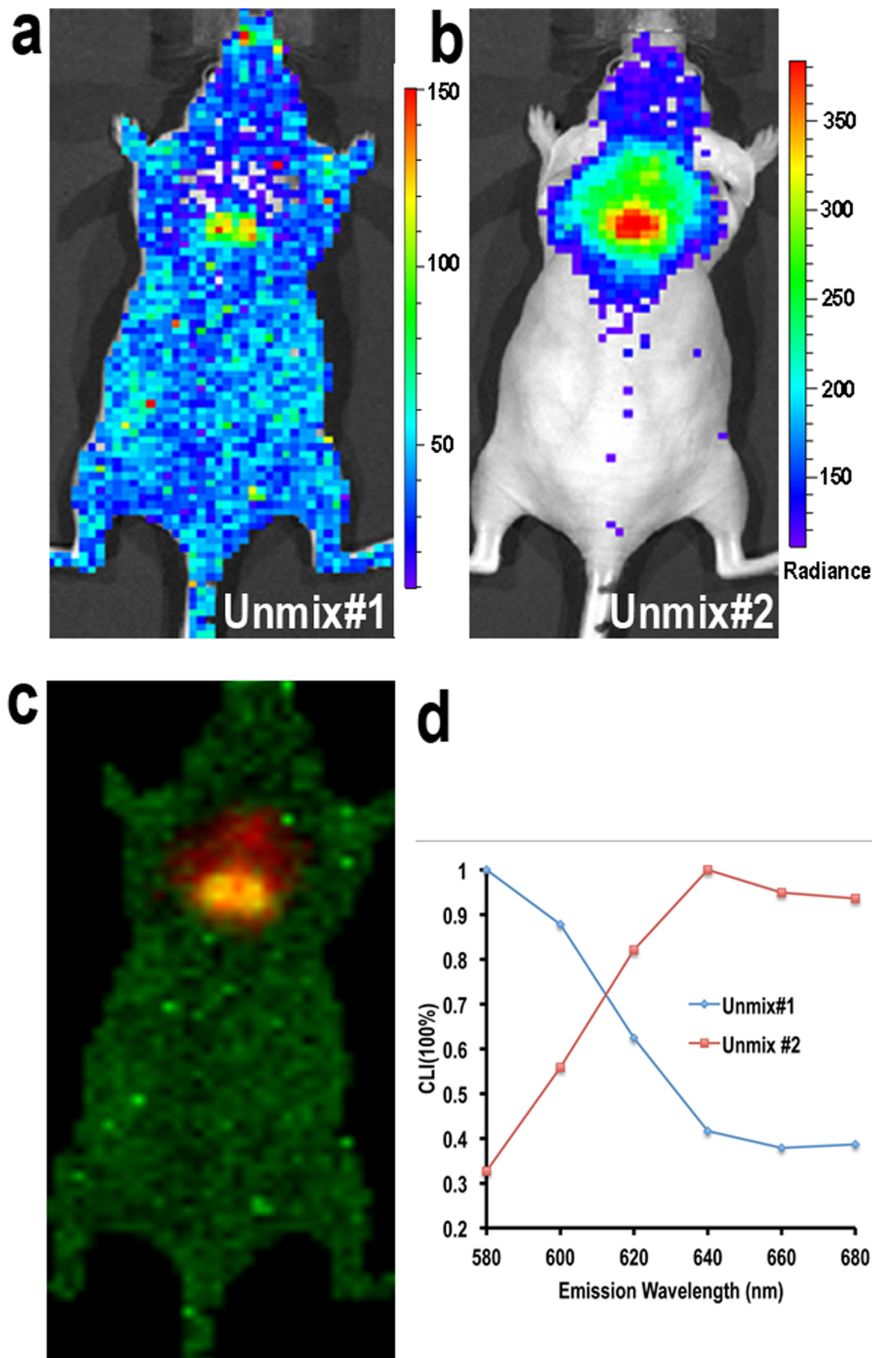 a
150
100
50
Unmix#1
b
350
300
250
200
150
Radiance
Unmix#2
c
d
1
0.9
0.8
0.7
0.6
0.5
0.4
0.3
0.2
CLI(100%)
Unmix#1
Unmix #2
580 600 620 640 660 680
Emission Wavelength (nm)